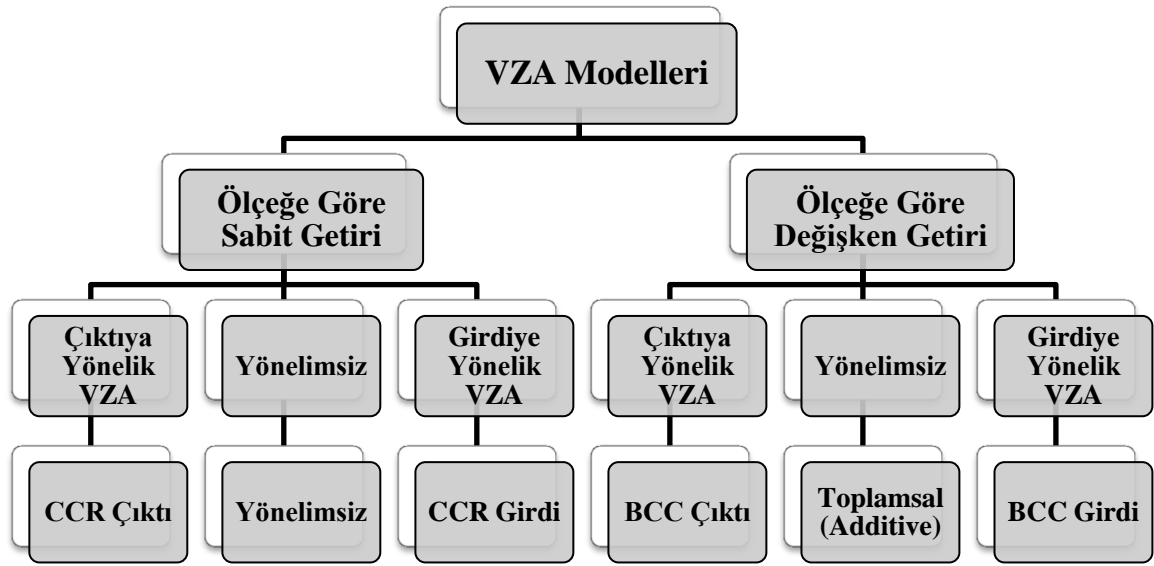 VZA Modelleri
Ölçeğe Göre
Sabit Getiri
Ölçeğe Göre
Değişken Getiri
Çıktıya
Yönelik
VZA
Yönelimsiz
Girdiye
Yönelik
VZA
Çıktıya
Yönelik
VZA
Yönelimsiz
Girdiye
Yönelik
VZA
CCR Çıktı
Yönelimsiz
CCR Girdi
BCC Çıktı
Toplamsal
(Additive)
BCC Girdi